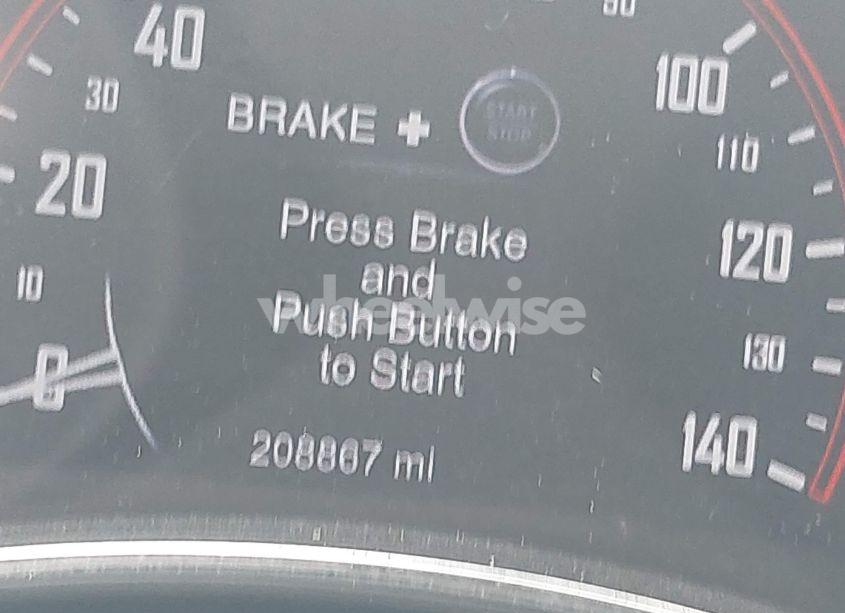 40
30
20
10
0
BRAKE + START STOP
Press Brake
and
Push Button
to Start
208867 mi
100
110
120
130
140
wheelwise